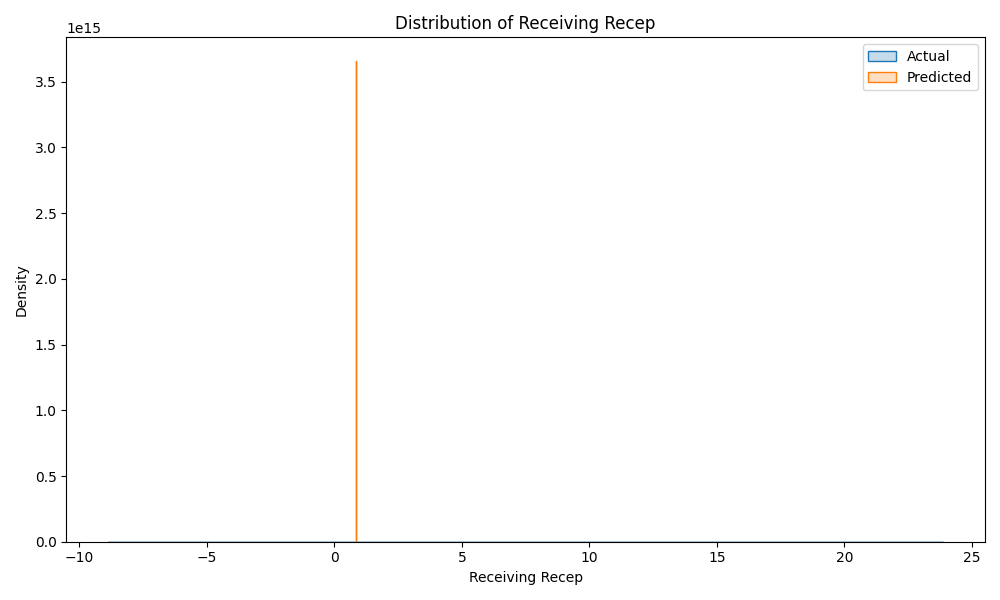 Distribution of Receiving Recep
1e15
Actual
Predicted
3.5
3.0
2.5
2.0
1.5
1.0
0.5
0.0
Density
−10 −5 0 5 10 15 20 25
Receiving Recep